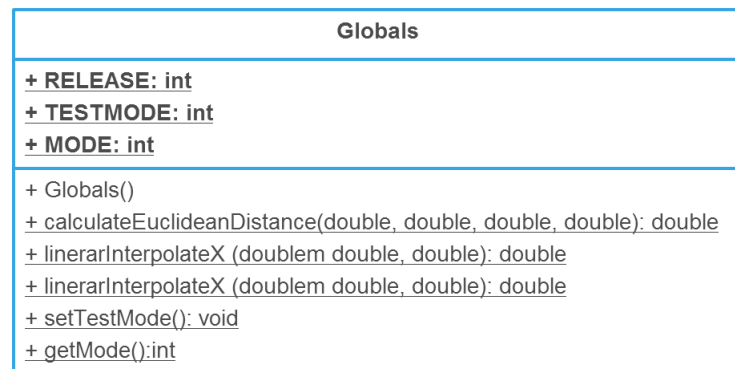 Globals
+ RELEASE: int
+ TESTMODE: int
+ MODE: int
+ Globals()
+ calculateEuclideanDistance(double, double, double, double): double
+ linerarInterpolateX (doublem double, double): double
+ linerarInterpolateX (doublem double, double): double
+ setTestMode(): void
+ getMode():int